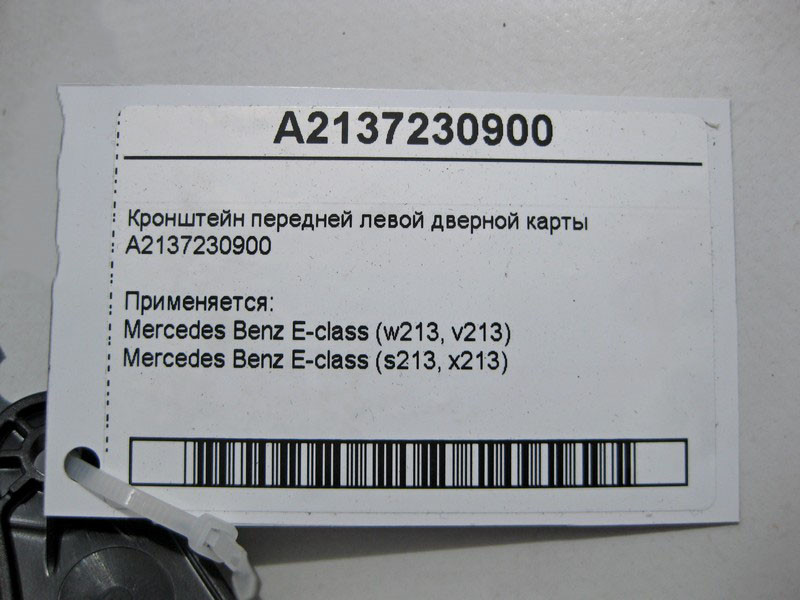 A2137230900
Кронштейн передней левой дверной карты
A2137230900
Применяется:
Mercedes Benz E-class (w213, v213)
Mercedes Benz E-class (s213, x213)